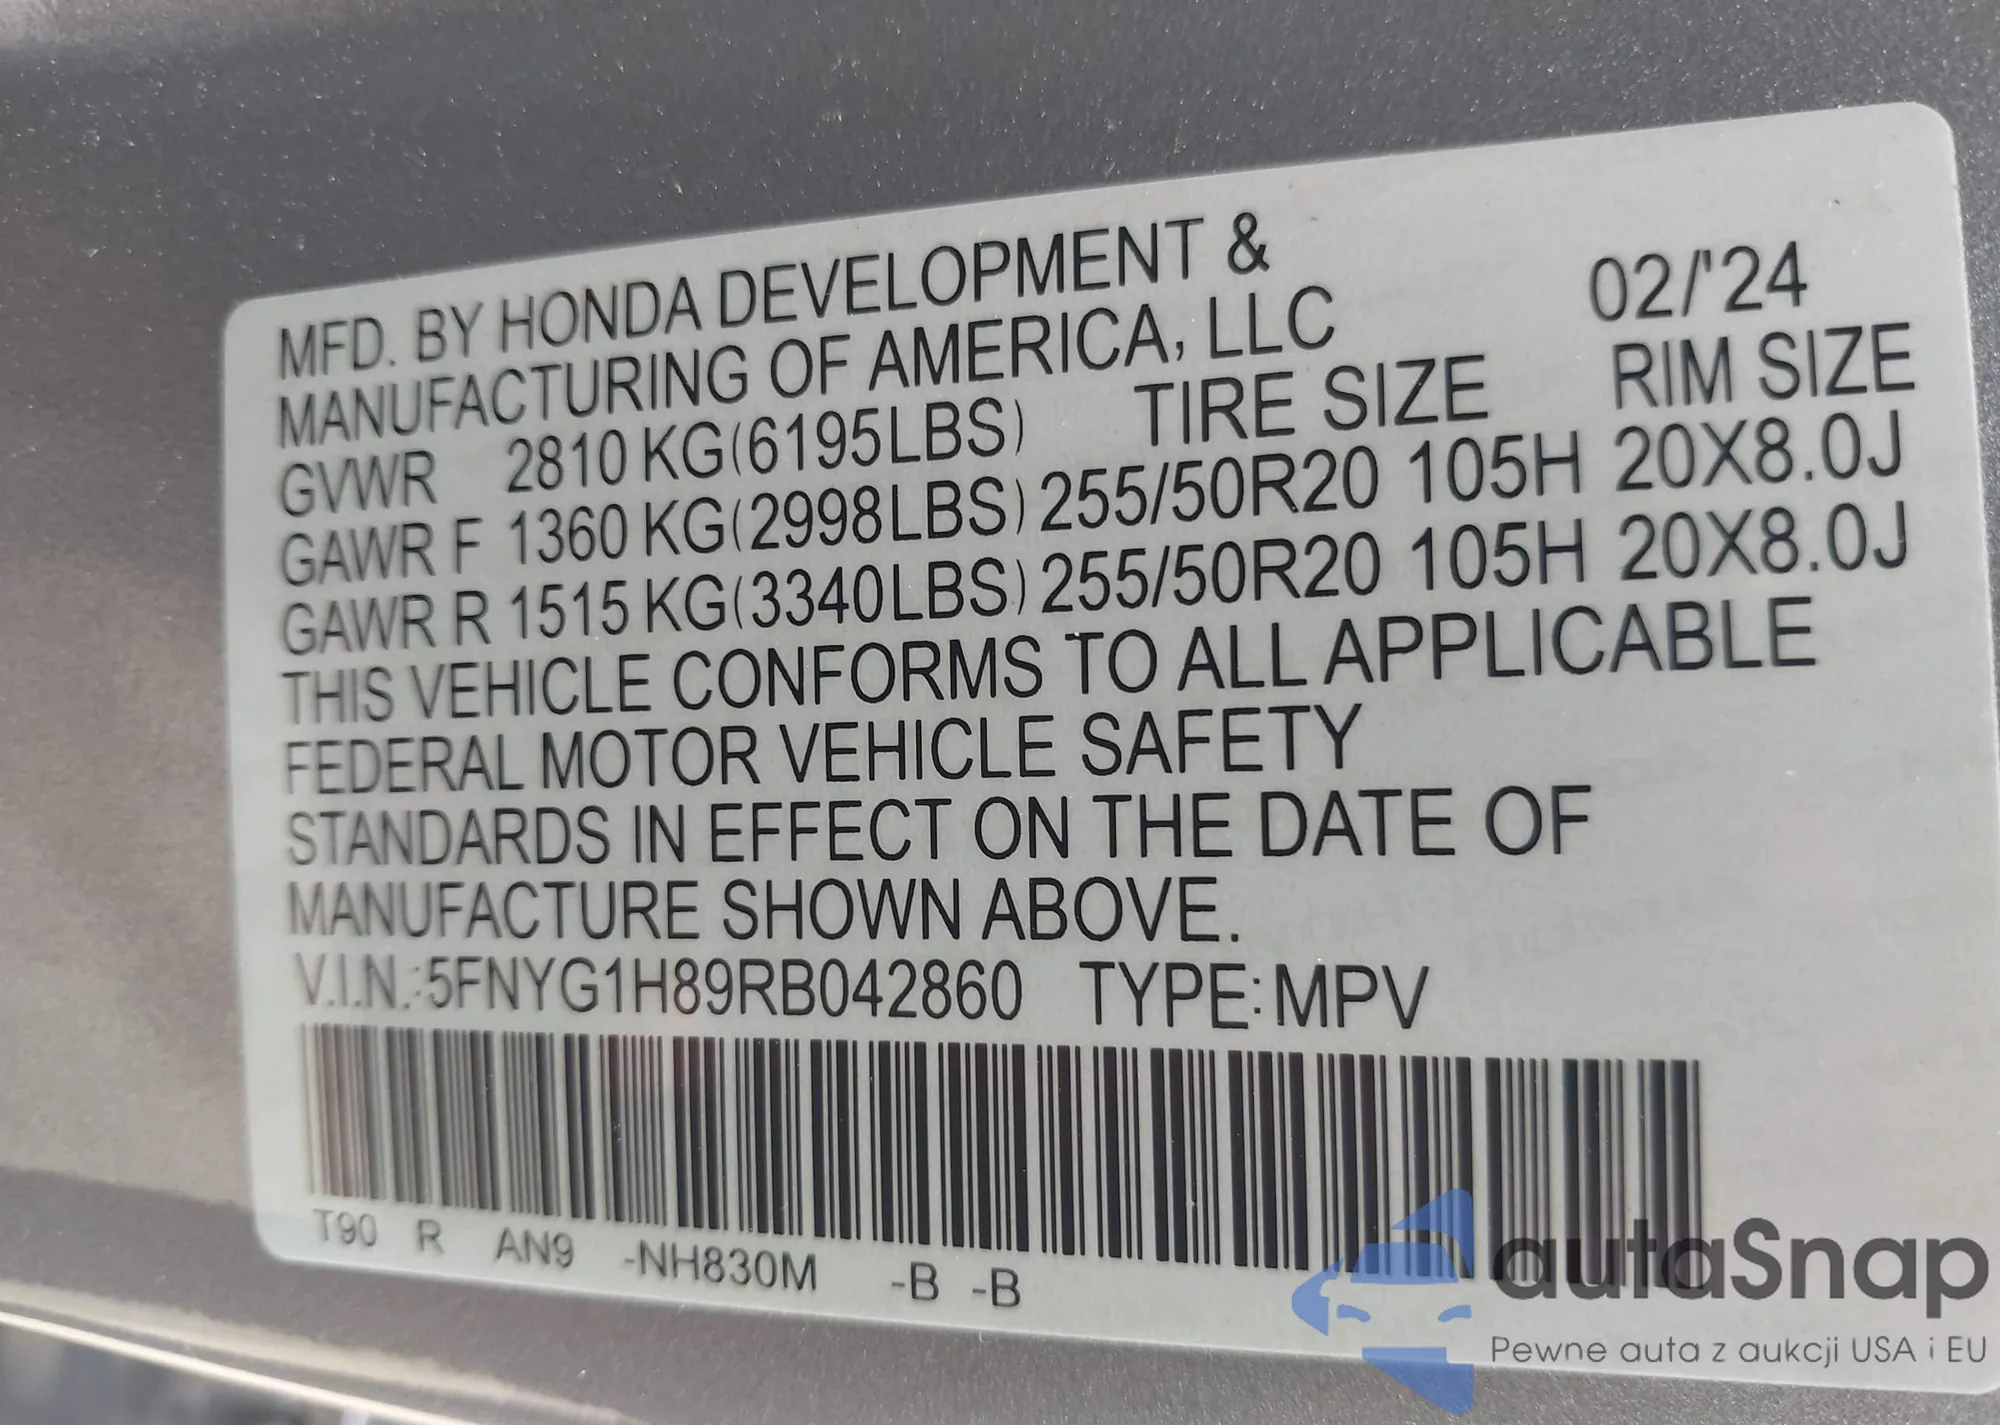 MFD. BY HONDA DEVELOPMENT &
MANUFACTURING OF AMERICA, LLC 02/'24
GVWR 2810 KG(6195LBS) TIRE SIZE RIM SIZE
GAWR F 1360 KG(2998LBS) 255/50R20 105H 20X8.0J
GAWR R 1515 KG(3340LBS) 255/50R20 105H 20X8.0J
THIS VEHICLE CONFORMS TO ALL APPLICABLE
FEDERAL MOTOR VEHICLE SAFETY
STANDARDS IN EFFECT ON THE DATE OF
MANUFACTURE SHOWN ABOVE.
V.I.N.:5FNYG1H89RB042860 TYPE:MPV
T90 R AN9 -NH830M -B -B
autaSnap
Pewne auta z aukcji USA i EU